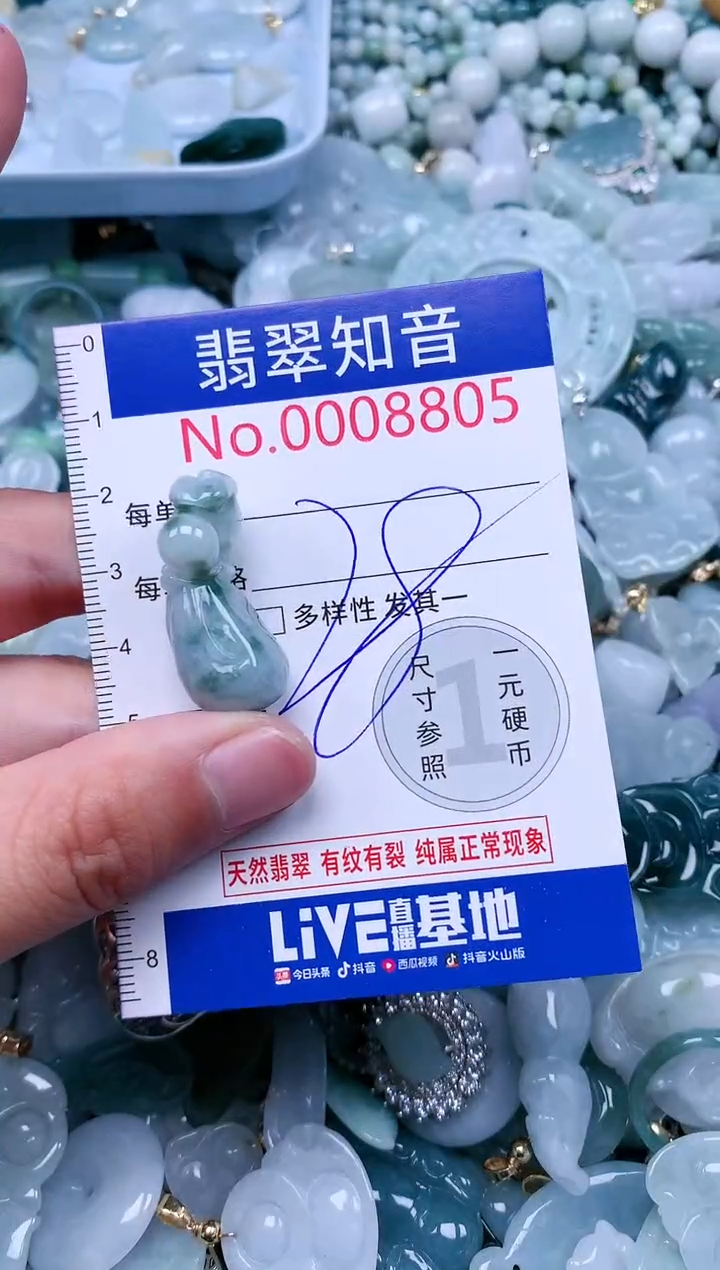 翡翠知音
No.0008805
0
1
2
3
4
5
8
每单
每
格
28
多样性 发其一
1
尺寸参照
一元硬币
天然翡翠 有纹有裂 纯属正常现象
LiVE直播基地
头条 今日头条 抖音 西瓜视频 抖音火山版